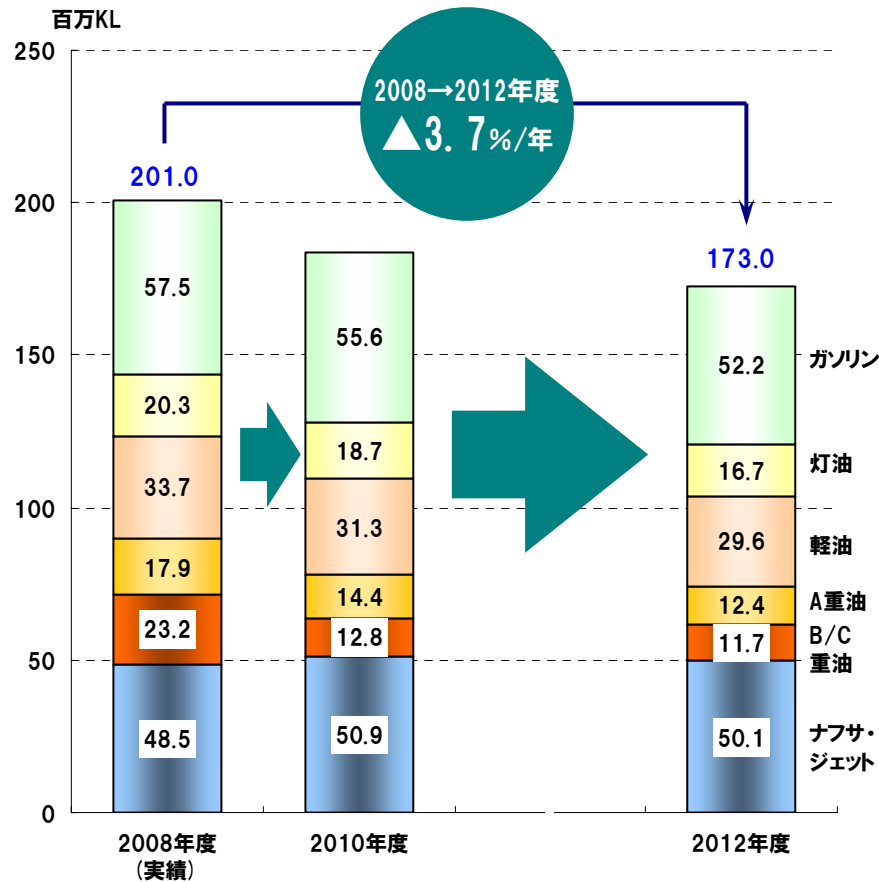 百万KL
250
200
150
100
50
0
2008→2012年度
▲3.7%/年
201.0
57.5
20.3
33.7
17.9
23.2
48.5
55.6
18.7
31.3
14.4
12.8
50.9
173.0
52.2
16.7
29.6
12.4
11.7
50.1
ガソリン
灯油
軽油
A重油
B/C
重油
ナフサ・
ジェット
2008年度
(実績)
2010年度
2012年度